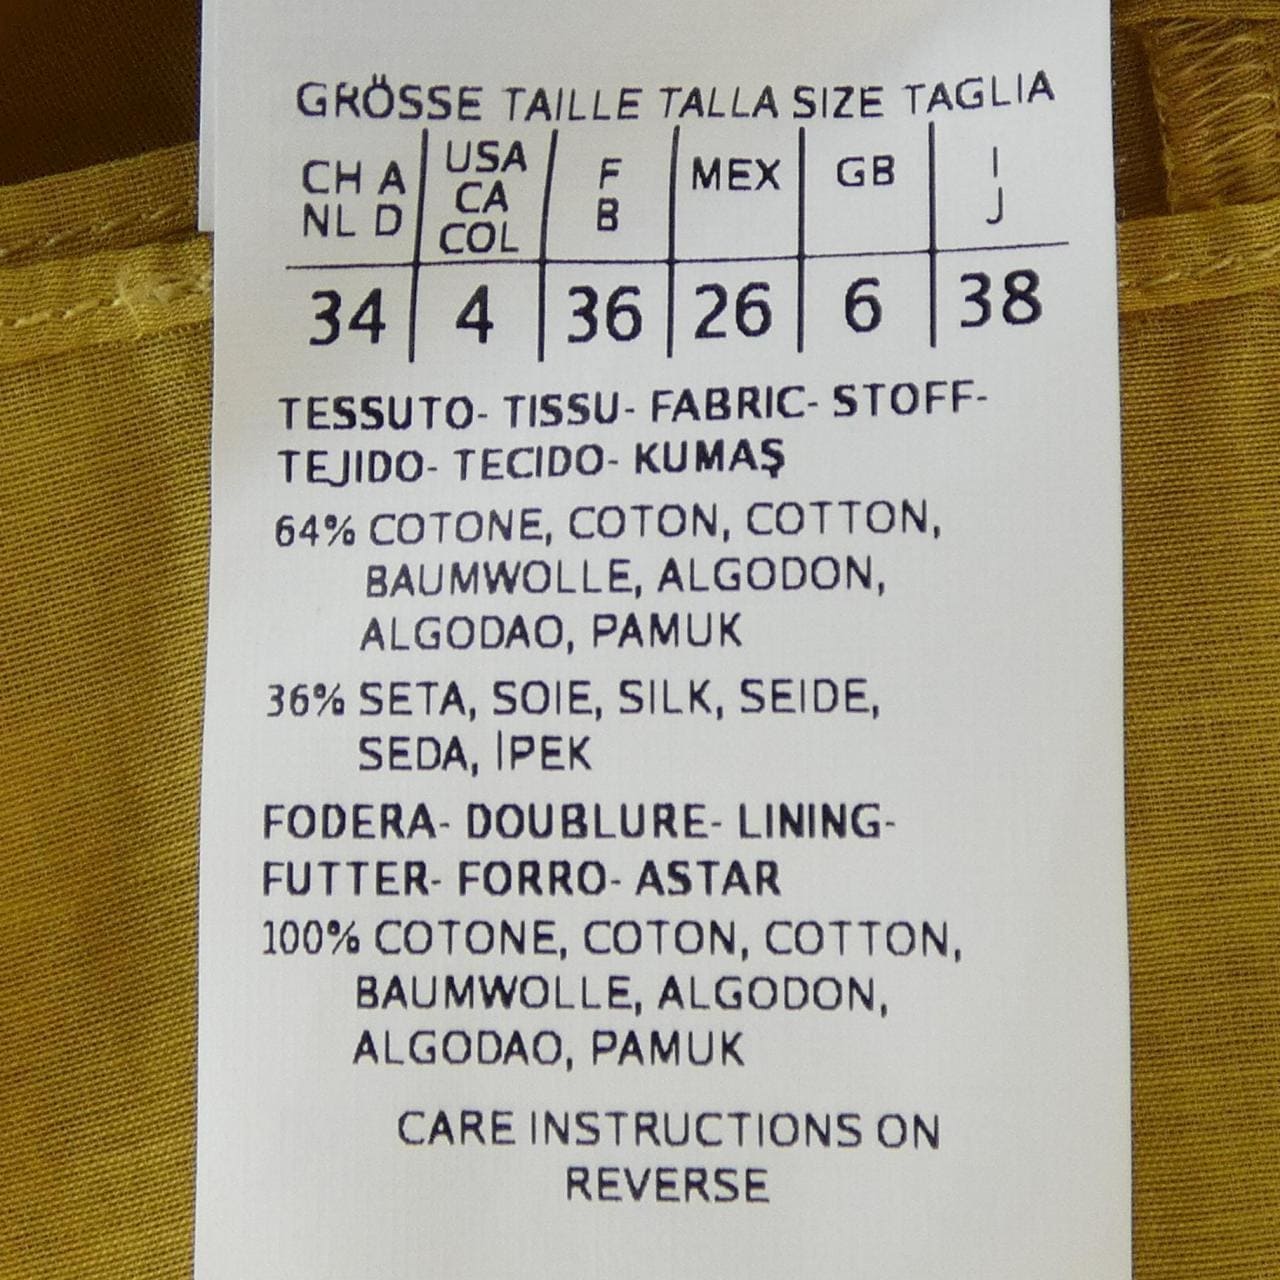 GRÖSSE TAILLE TALLA SIZE TAGLIA
CH A NL D | USA CA COL | F B | MEX | GB | I J
34 | 4 | 36 | 26 | 6 | 38
TESSUTO- TISSU- FABRIC- STOFF-
TEJIDO- TECIDO- KUMAŞ
64% COTONE, COTON, COTTON,
BAUMWOLLE, ALGODON,
ALGODAO, PAMUK
36% SETA, SOIE, SILK, SEIDE,
SEDA, İPEK
FODERA- DOUBLURE- LINING-
FUTTER- FORRO- ASTAR
100% COTONE, COTON, COTTON,
BAUMWOLLE, ALGODON,
ALGODAO, PAMUK
CARE INSTRUCTIONS ON
REVERSE